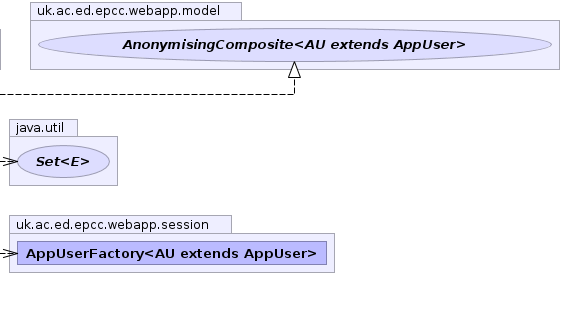 uk.ac.ed.epcc.webapp.model
AnonymisingComposite<AU extends AppUser>
java.util
Set<E>
uk.ac.ed.epcc.webapp.session
AppUserFactory<AU extends AppUser>